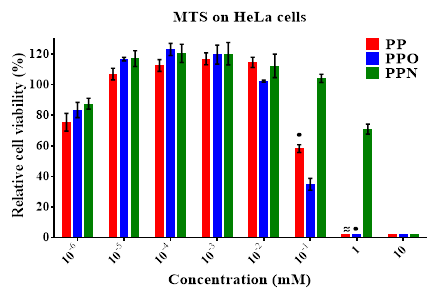 MTS on HeLa cells
PP
PPO
PPN
Relative cell viability (%)
120
100
80
60
40
20
0
10⁻⁶
10⁻⁵
10⁻⁴
10⁻³
10⁻²
10⁻¹
1
10
Concentration (mM)